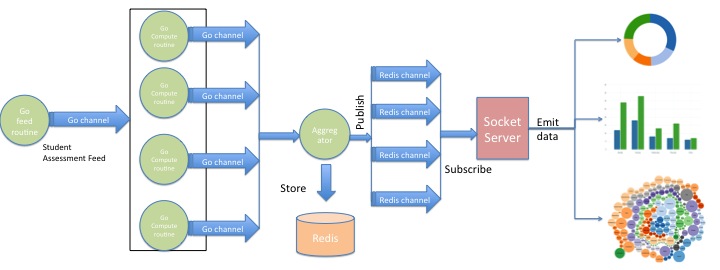 Go
feed
routine
Go channel
Student
Assessment Feed
Go
Compute
routine
Go channel
Go
Compute
routine
Go channel
Go
Compute
routine
Go channel
Go
Compute
routine
Go channel
Aggreg
ator
Store
Redis
Publish
Redis channel
Redis channel
Redis channel
Redis channel
Subscribe
Socket
Server
Emit
data